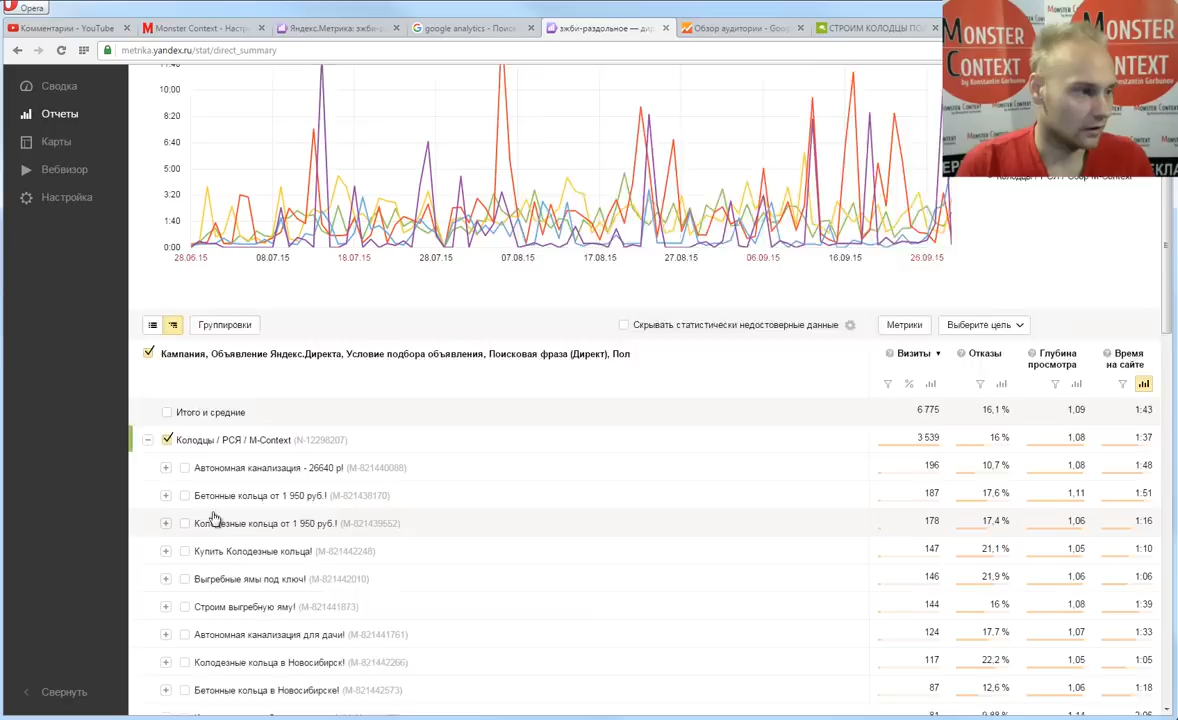 Opera
Комментарии - YouTube
Monster Context - Настр
Яндекс.Метрика: зжби-р
google analytics - Поиск
зжби-раздольное — ди
Обзор аудитории - Goog
СТРОИМ КОЛОДЦЫ ПО
metrika.yandex.ru/stat/direct_summary
MONSTER
CONTEXT
by Konstantin Gorbunov
MONSTER
CONTEXT
Konstantin Gorbunov
Сводка
Отчеты
Карты
Вебвизор
Настройка
10:00
8:20
6:40
5:00
3:20
1:40
0:00
28.06.15
08.07.15
18.07.15
28.07.15
07.08.15
17.08.15
27.08.15
06.09.15
16.09.15
26.09.15
Группировки
Скрывать статистически недостоверные данные
Метрики
Выберите цель
Кампания, Объявление Яндекс.Директа, Условие подбора объявления, Поисковая фраза (Директ), Пол
Визиты ▼
Отказы
Глубина просмотра
Время на сайте
Итого и средние 6 775 16,1 % 1,09 1:43
Колодцы / РСЯ / M-Context (N-12298207) 3 539 16 % 1,08 1:37
Автономная канализация - 26640 р! (M-821440088) 196 10,7 % 1,08 1:48
Бетонные кольца от 1 950 руб.! (M-821438170) 187 17,6 % 1,11 1:51
Колодезные кольца от 1 950 руб.! (M-821439552) 178 17,4 % 1,06 1:16
Купить Колодезные кольца! (M-821442248) 147 21,1 % 1,05 1:10
Выгребные ямы под ключ! (M-821442010) 146 21,9 % 1,06 1:06
Строим выгребную яму! (M-821441873) 144 16 % 1,08 1:39
Автономная канализация для дачи! (M-821441761) 124 17,7 % 1,07 1:33
Колодезные кольца в Новосибирск! (M-821442266) 117 22,2 % 1,05 1:05
Бетонные кольца в Новосибирске! (M-821442573) 87 12,6 % 1,06 1:18
Свернуть